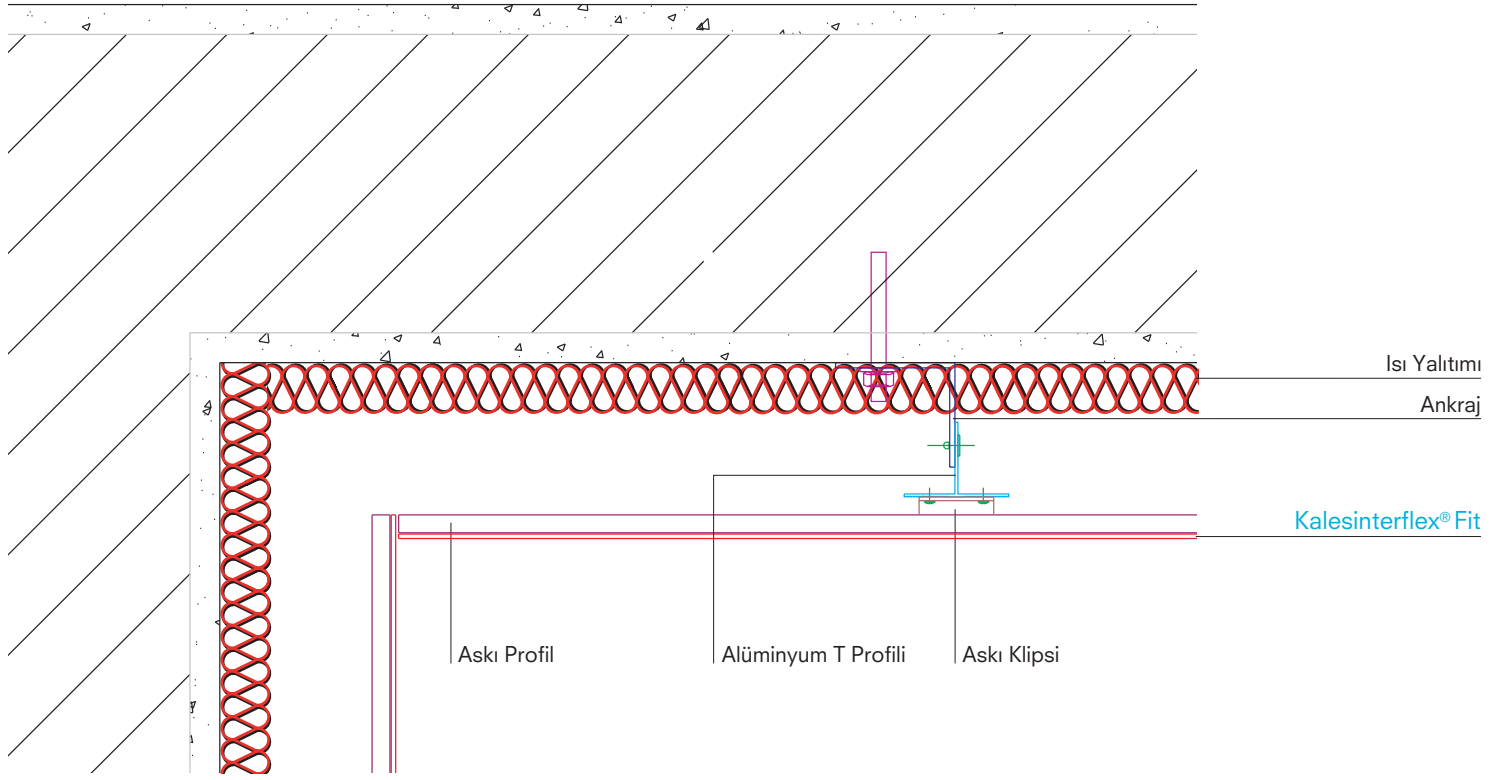 Isı Yalıtımı
Ankraj
Kalesinterflex® Fit
Askı Profil
Alüminyum T Profili
Askı Klipsi